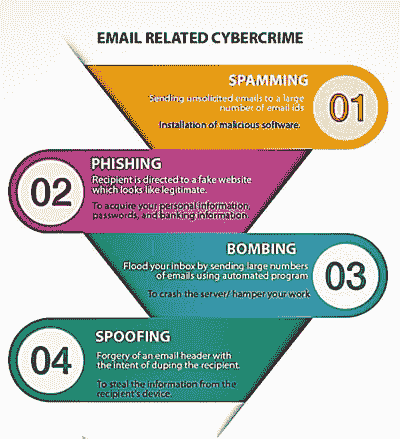 EMAIL RELATED CYBERCRIME
SPAMMING
Sending unsolicited emails to a large
number of email ids
Installation of malicious software.
01
PHISHING
Recipient is directed to a fake website
which looks like legitimate.
To acquire your personal information,
passwords, and banking information
02
BOMBING
Flood your inbox by sending large numbers
of emails using automated program
To crash the server/ hamper your work
03
SPOOFING
Forgery of an email header with
the intent of duping the recipient.
To steal the information from the
recipient's device.
04